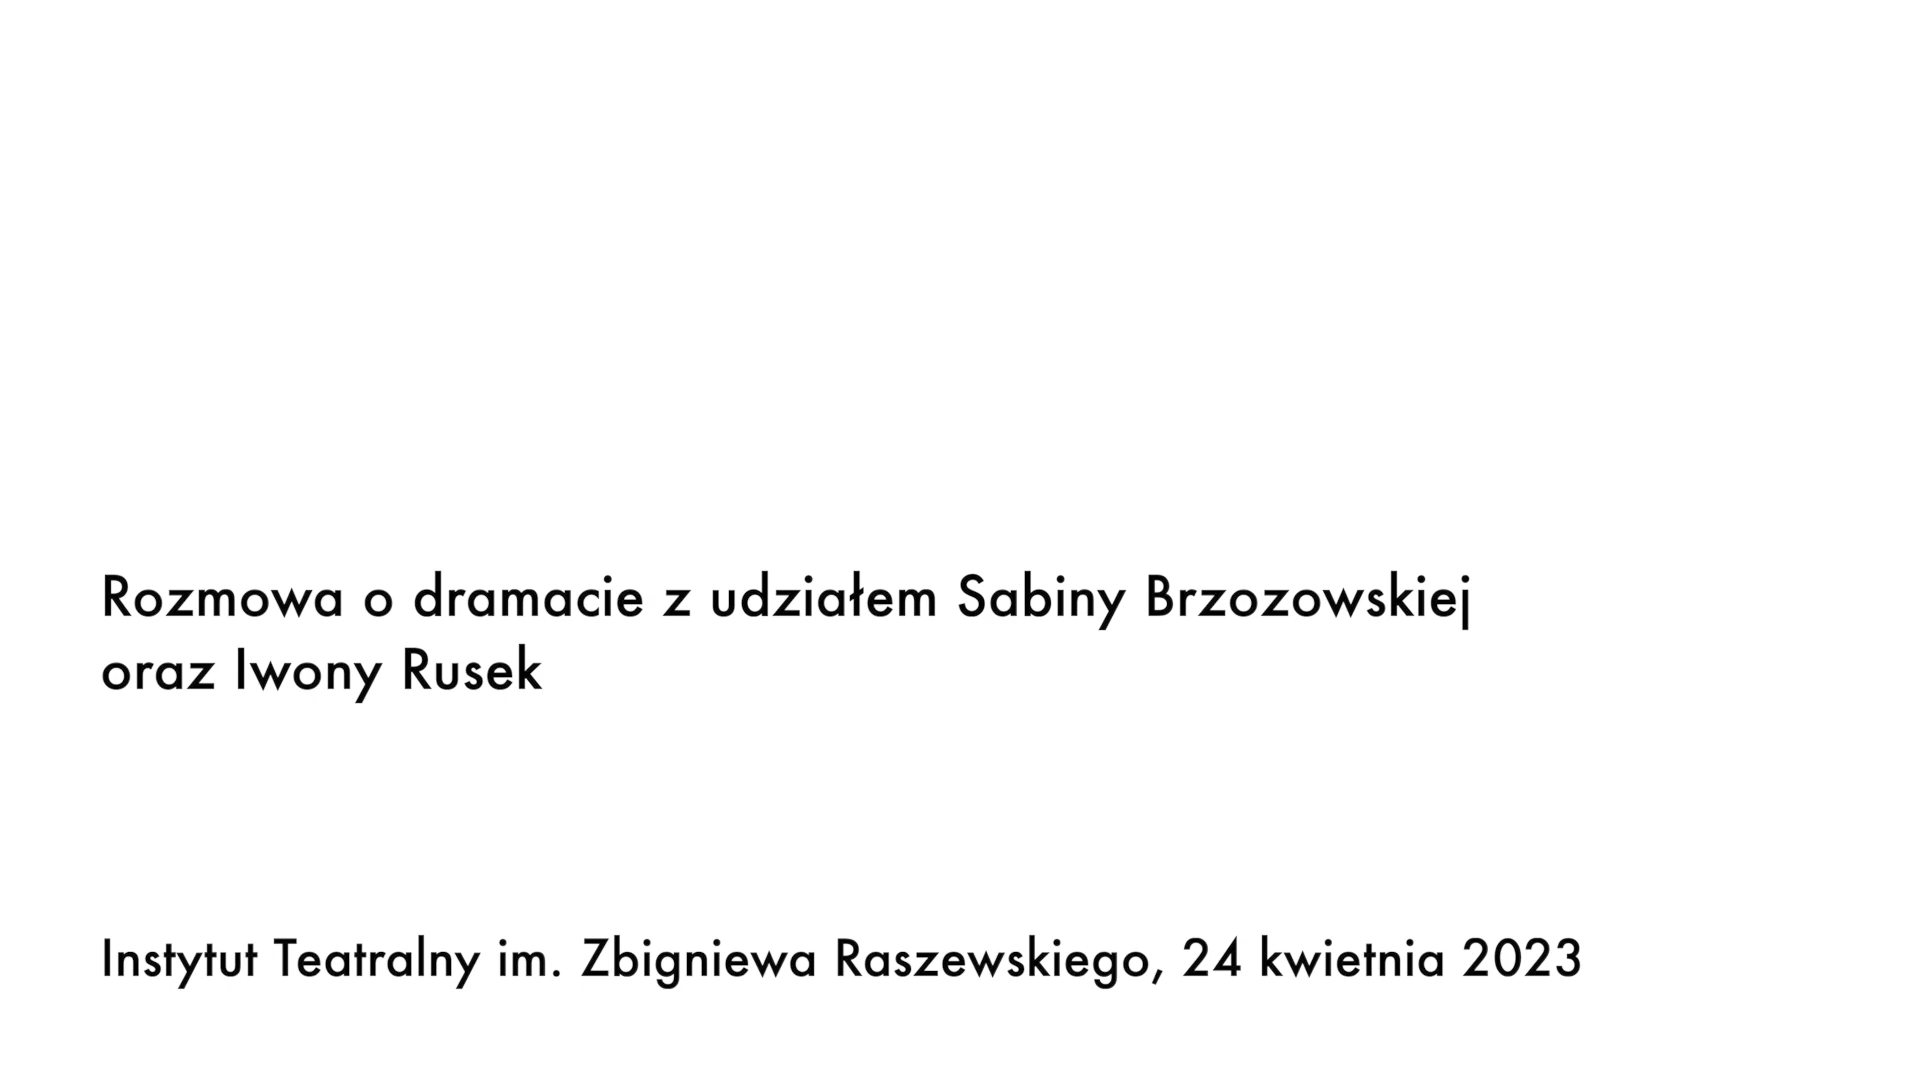 Rozmowa o dramacie z udziałem Sabiny Brzozowskiej
oraz Iwony Rusek
Instytut Teatralny im. Zbigniewa Raszewskiego, 24 kwietnia 2023